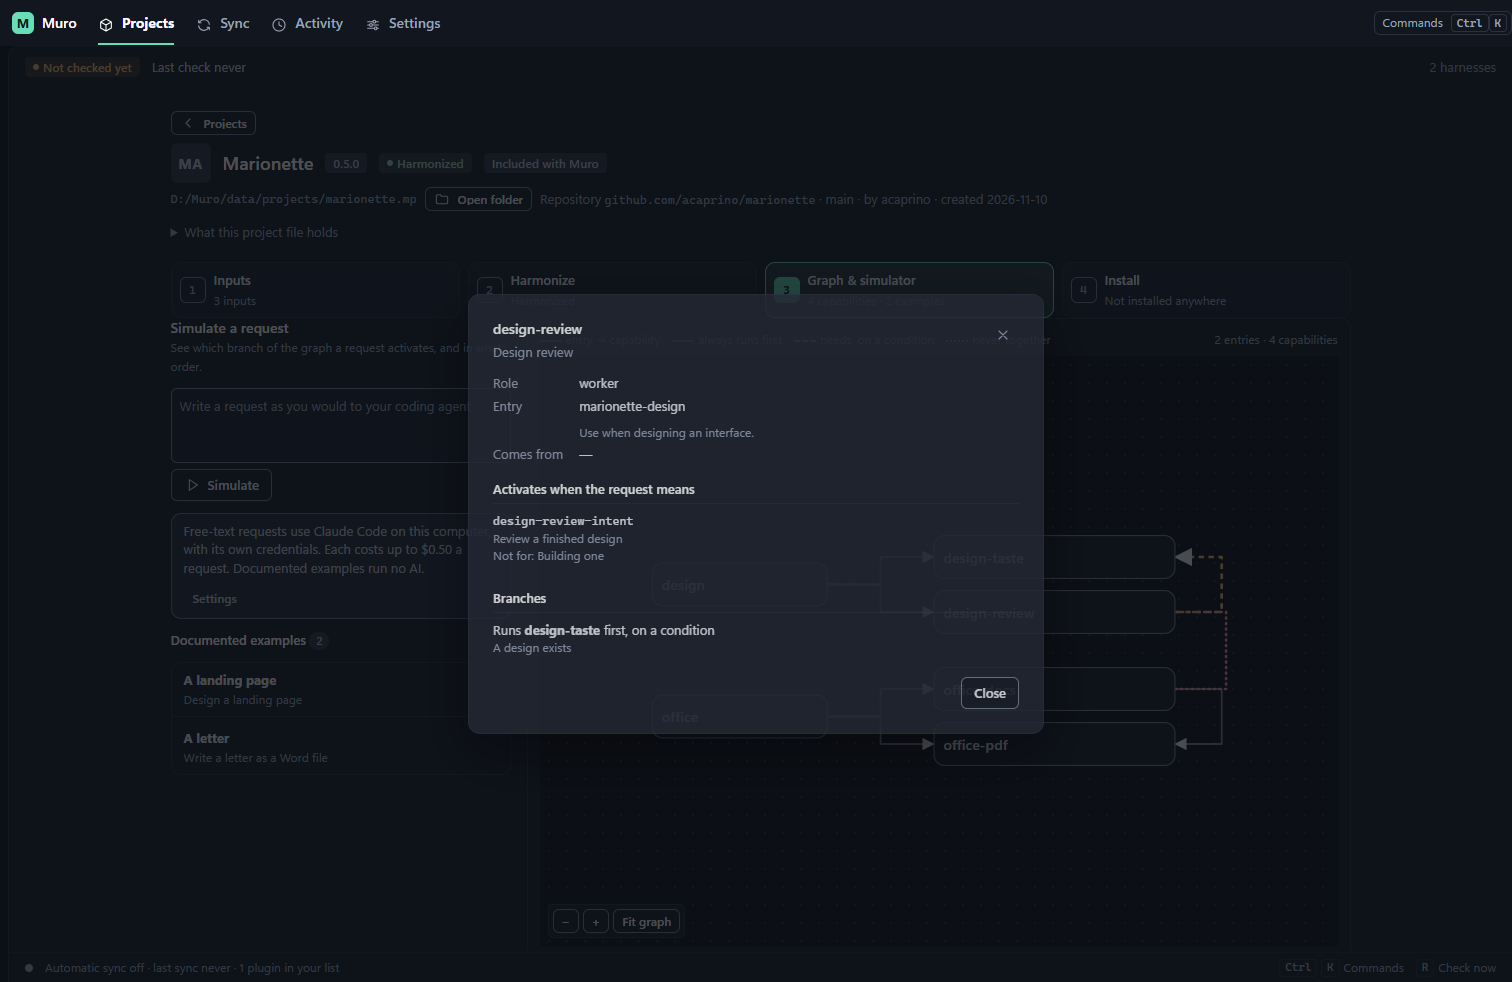 M Muro Projects Sync Activity Settings Commands Ctrl K
Not checked yet Last check never 2 harnesses
Projects
MA Marionette 0.5.0 Harmonized Included with Muro
D:/Muro/data/projects/marionette.mp Open folder Repository github.com/acaprino/marionette · main · by acaprino · created 2026-11-10
What this project file holds
1 Inputs
3 inputs
2 Harmonize
Harmonized
3 Graph & simulator
4 Install
Not installed anywhere
Simulate a request
See which branch of the graph a request activates, and in
order.
Write a request as you would to your coding agent
Simulate
Free-text requests use Claude Code on this computer
with its own credentials. Each costs up to $0.50 a
request. Documented examples run no AI.
Settings
Documented examples 2
A landing page
Design a landing page
A letter
Write a letter as a Word file
2 entries · 4 capabilities
design-review
Design review
Role worker
Entry marionette-design
Use when designing an interface.
Comes from —
Activates when the request means
design-review-intent
Review a finished design
Not for: Building one
Branches
Runs design-taste first, on a condition
A design exists
Close
design
design-taste
design-review
office
office-pdf
− + Fit graph
Automatic sync off · last sync never · 1 plugin in your list Ctrl K Commands R Check now